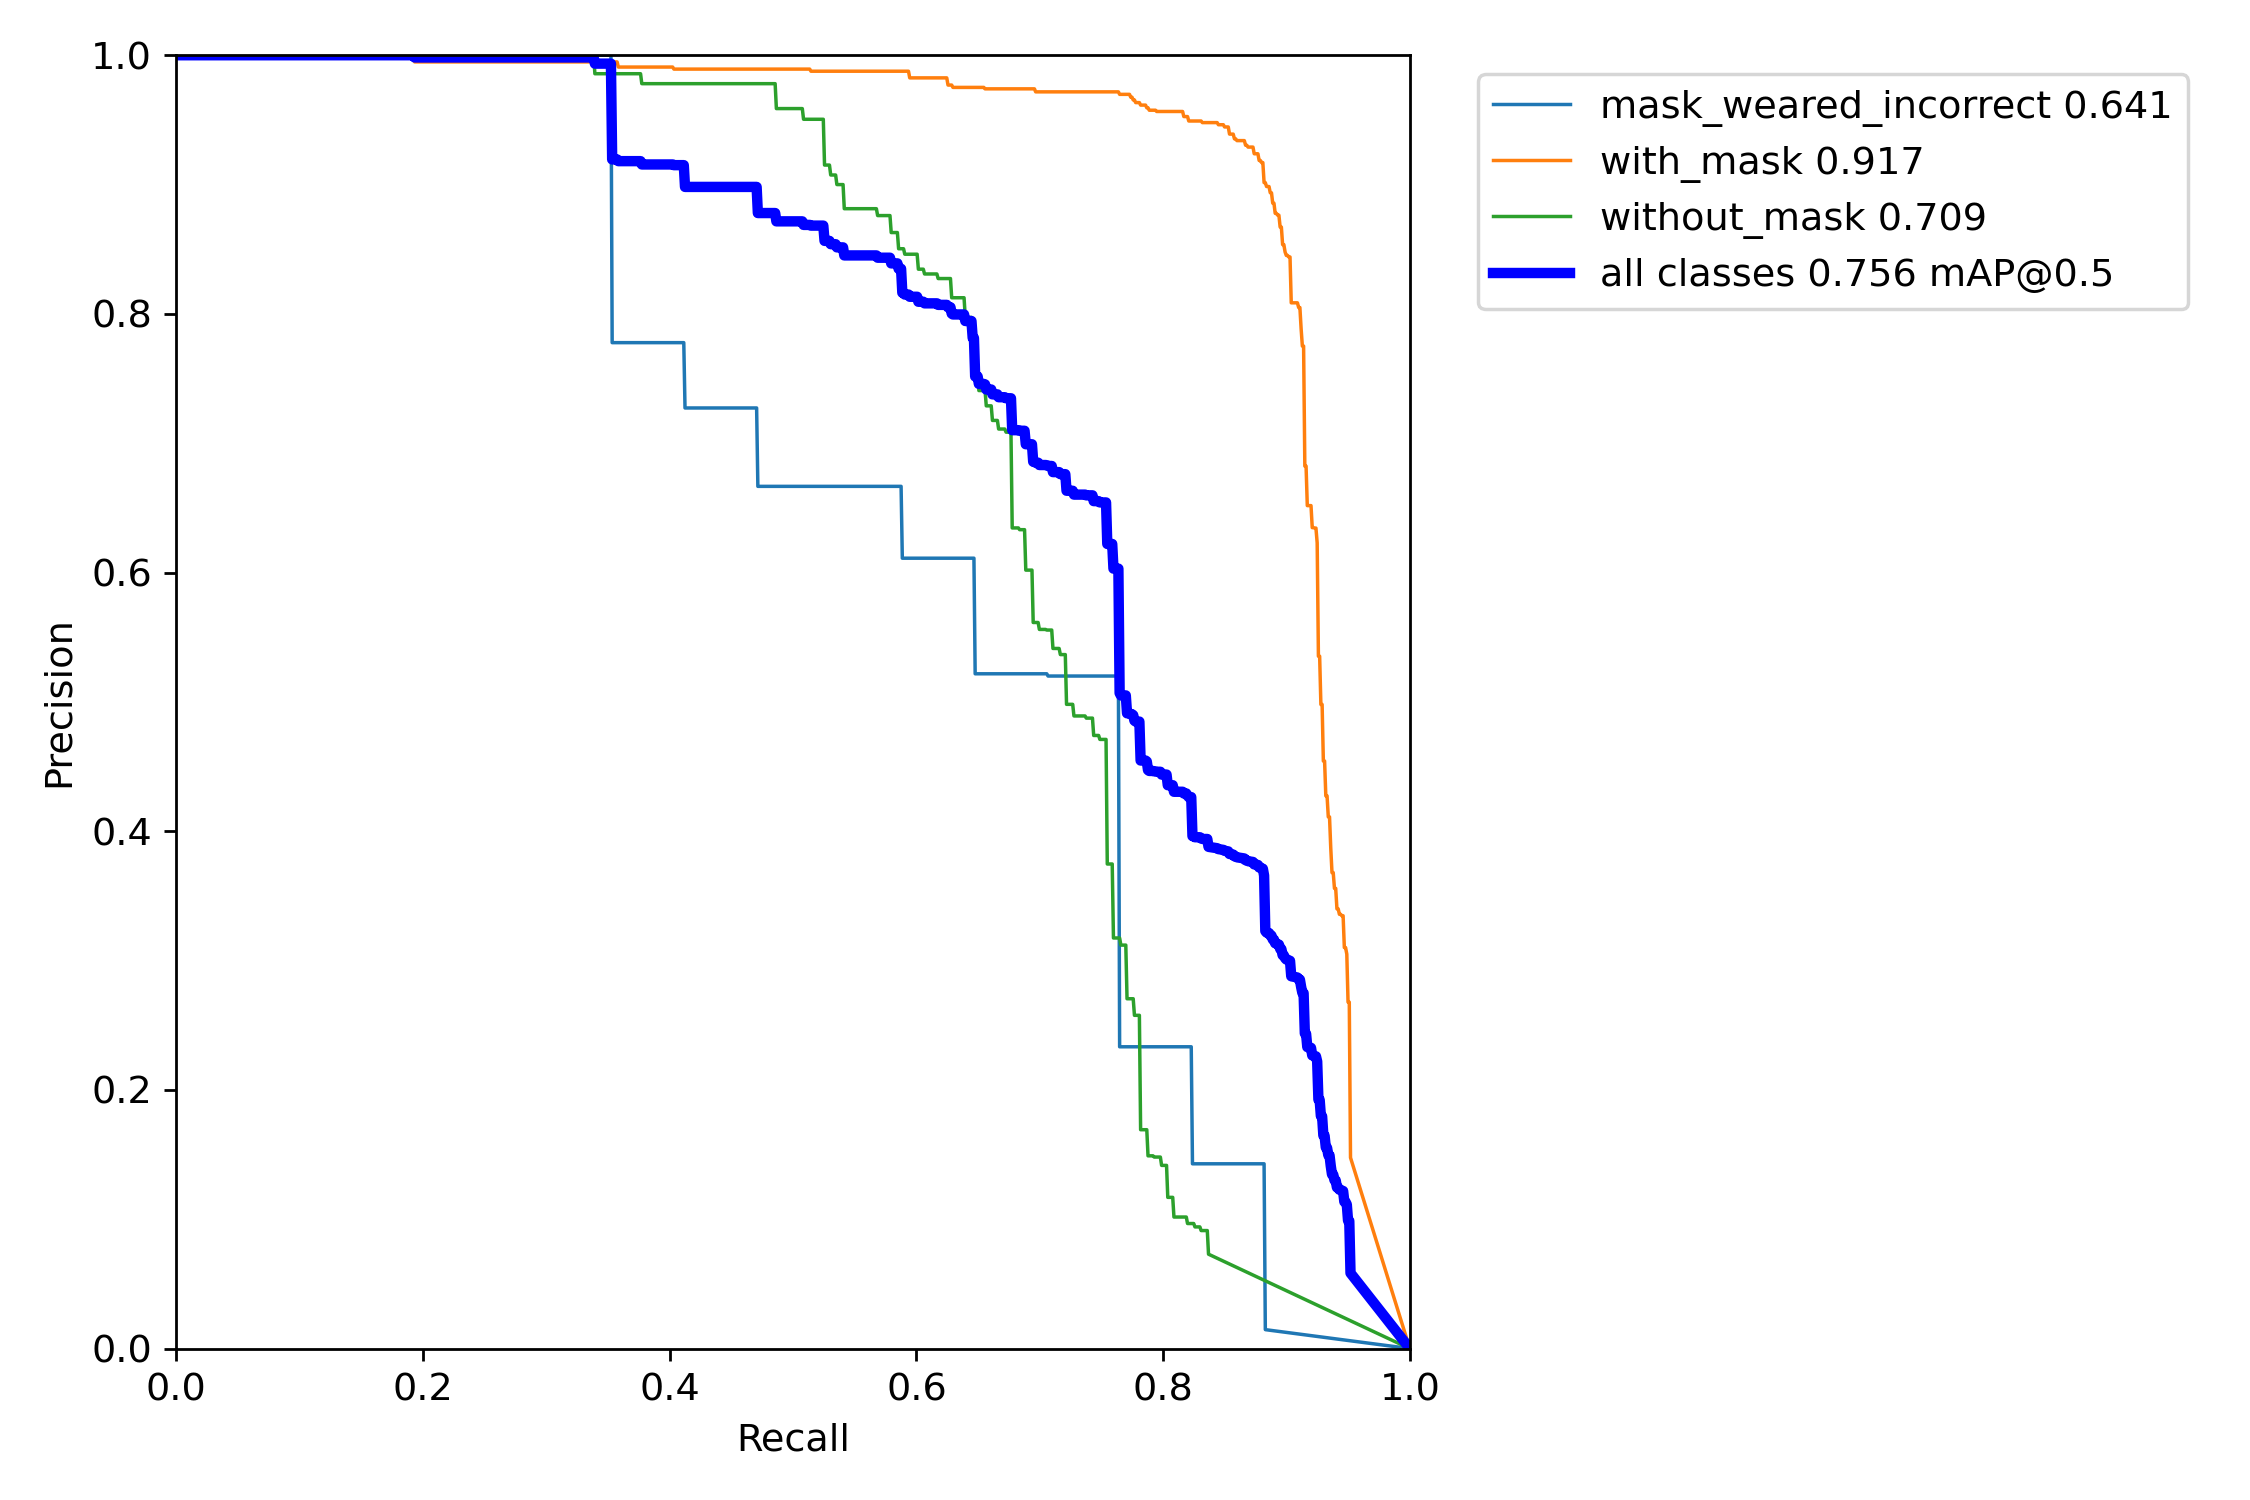 1.0
0.8
0.6
0.4
0.2
0.0
Precision
0.0 0.2 0.4 0.6 0.8 1.0
Recall
mask_weared_incorrect 0.641
with_mask 0.917
without_mask 0.709
all classes 0.756 mAP@0.5